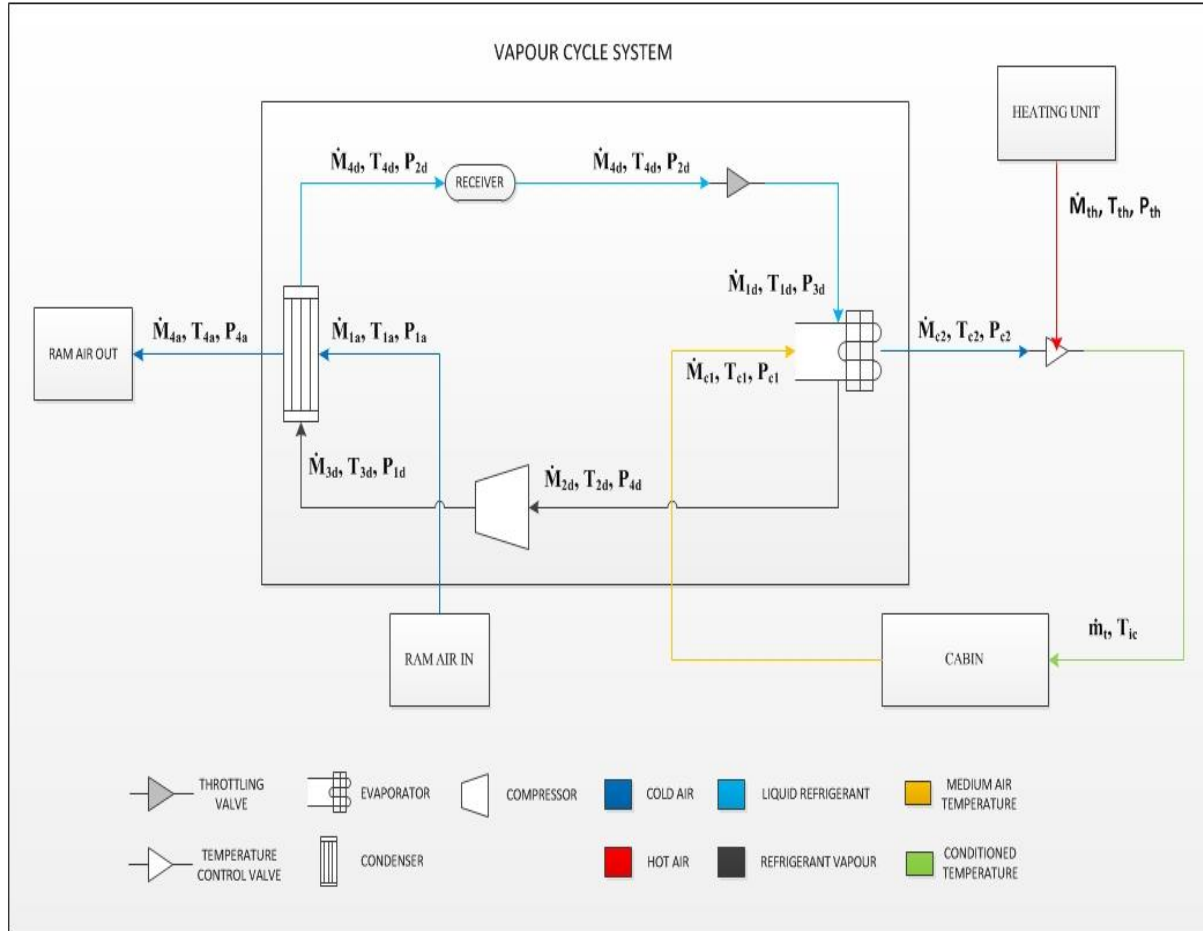 VAPOUR CYCLE SYSTEM
HEATING UNIT
Ṁ4d, T4d, P2d
RECEIVER
Ṁ4d, T4d, P2d
Ṁth, Tth, Pth
Ṁ1d, T1d, P3d
RAM AIR OUT
Ṁ4a, T4a, P4a
Ṁ1a, T1a, P1a
Ṁc1, Tc1, Pc1
Ṁc2, Tc2, Pc2
Ṁ3d, T3d, P1d
Ṁ2d, T2d, P4d
RAM AIR IN
CABIN
ṁt, Tic
THROTTLING
VALVE
EVAPORATOR
COMPRESSOR
COLD AIR
LIQUID REFRIGERANT
MEDIUM AIR
TEMPERATURE
TEMPERATURE
CONTROL VALVE
CONDENSER
HOT AIR
REFRIGERANT VAPOUR
CONDITIONED
TEMPERATURE